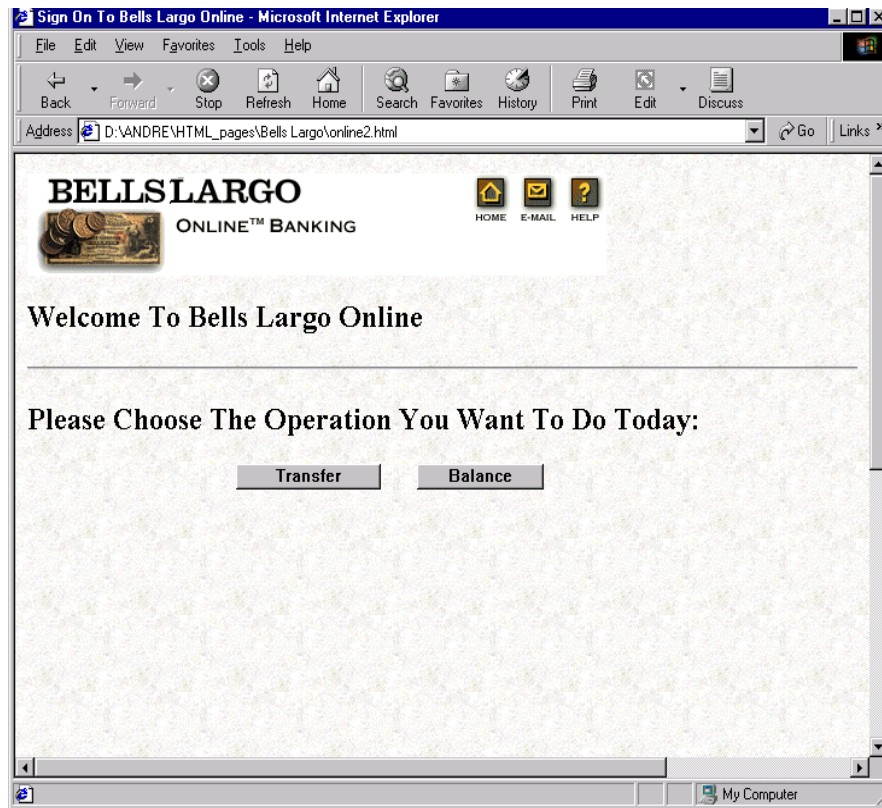 Sign On To Bells Largo Online - Microsoft Internet Explorer
File Edit View Favorites Tools Help
Back Forward Stop Refresh Home Search Favorites History Print Edit Discuss
Address D:\ANDRE\HTML_pages\Bells Largo\online2.html Go Links »
BELLS LARGO
ONLINE™ BANKING
HOME E-MAIL HELP
Welcome To Bells Largo Online
Please Choose The Operation You Want To Do Today:
Transfer Balance
My Computer